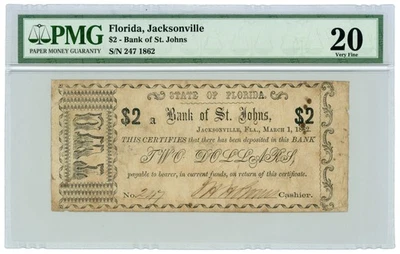 PMG
PAPER MONEY GUARANTY
Florida, Jacksonville
$2 - Bank of St. Johns
S/N 247 1862
20
Very Fine
TWO
STATE OF FLORIDA.
$2 a Bank of St. Johns, $2
JACKSONVILLE, FLA., MARCH 1, 1862
THIS CERTIFIES that there has been deposited in this BANK
TWO DOLLARS,
payable to bearer, in current funds, on return of this certificate.
No. 247 Cashier.